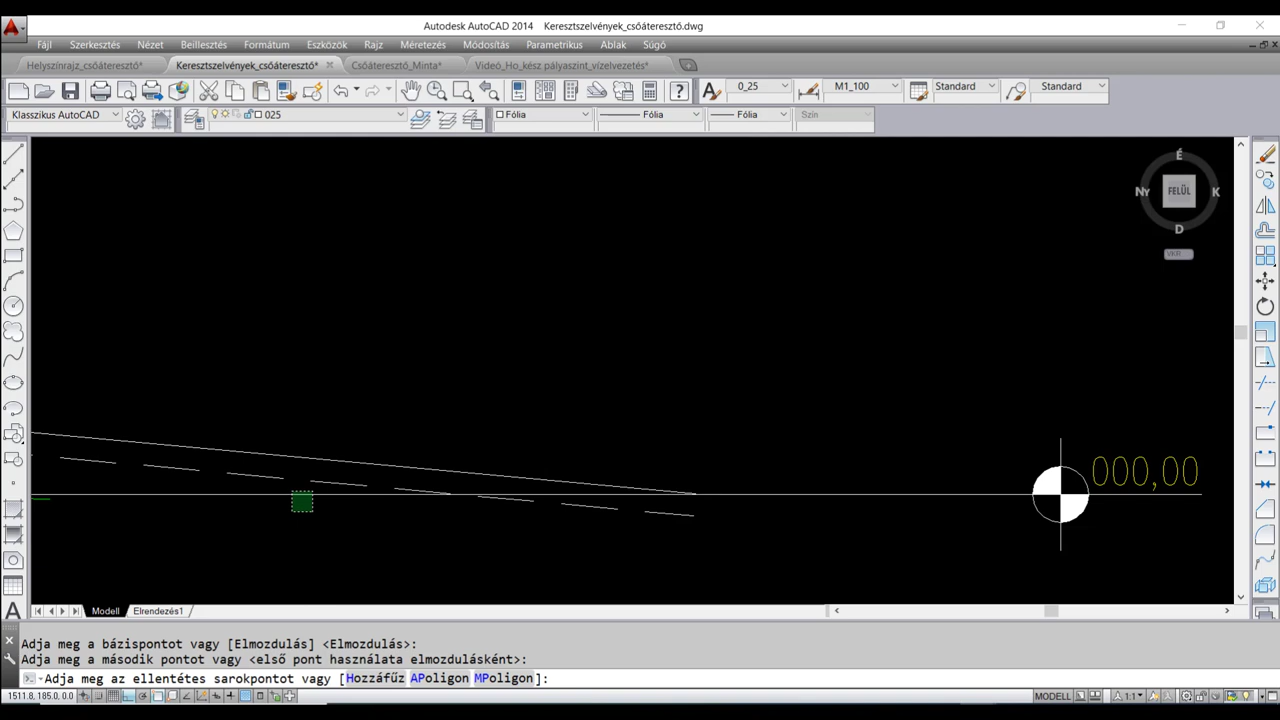 Autodesk AutoCAD 2014 Keresztszelvények_csőáteresztő.dwg
Fájl Szerkesztés Nézet Beillesztés Formátum Eszközök Rajz Méretezés Módosítás Parametrikus Ablak Súgó
Helyszínrajz_csőáteresztő* Keresztszelvények_csőáteresztő* Csőáteresztő_Minta* Videó_Ho_kész pályaszint_vízelvezetés*
0_25 M1_100 Standard Standard
Klasszikus AutoCAD 025 Fólia Fólia Fólia Szín
É
NY FELÜL K
D
VKR
000,00
Modell Elrendezés1
Adja meg a bázispontot vagy [Elmozdulás] <Elmozdulás>:
Adja meg a második pontot vagy <első pont használata elmozdulásként>:
Adja meg az ellentétes sarokpontot vagy [Hozzáfűz APoligon MPoligon]:
1511.8, 185.0, 0.0 MODELL 1:1